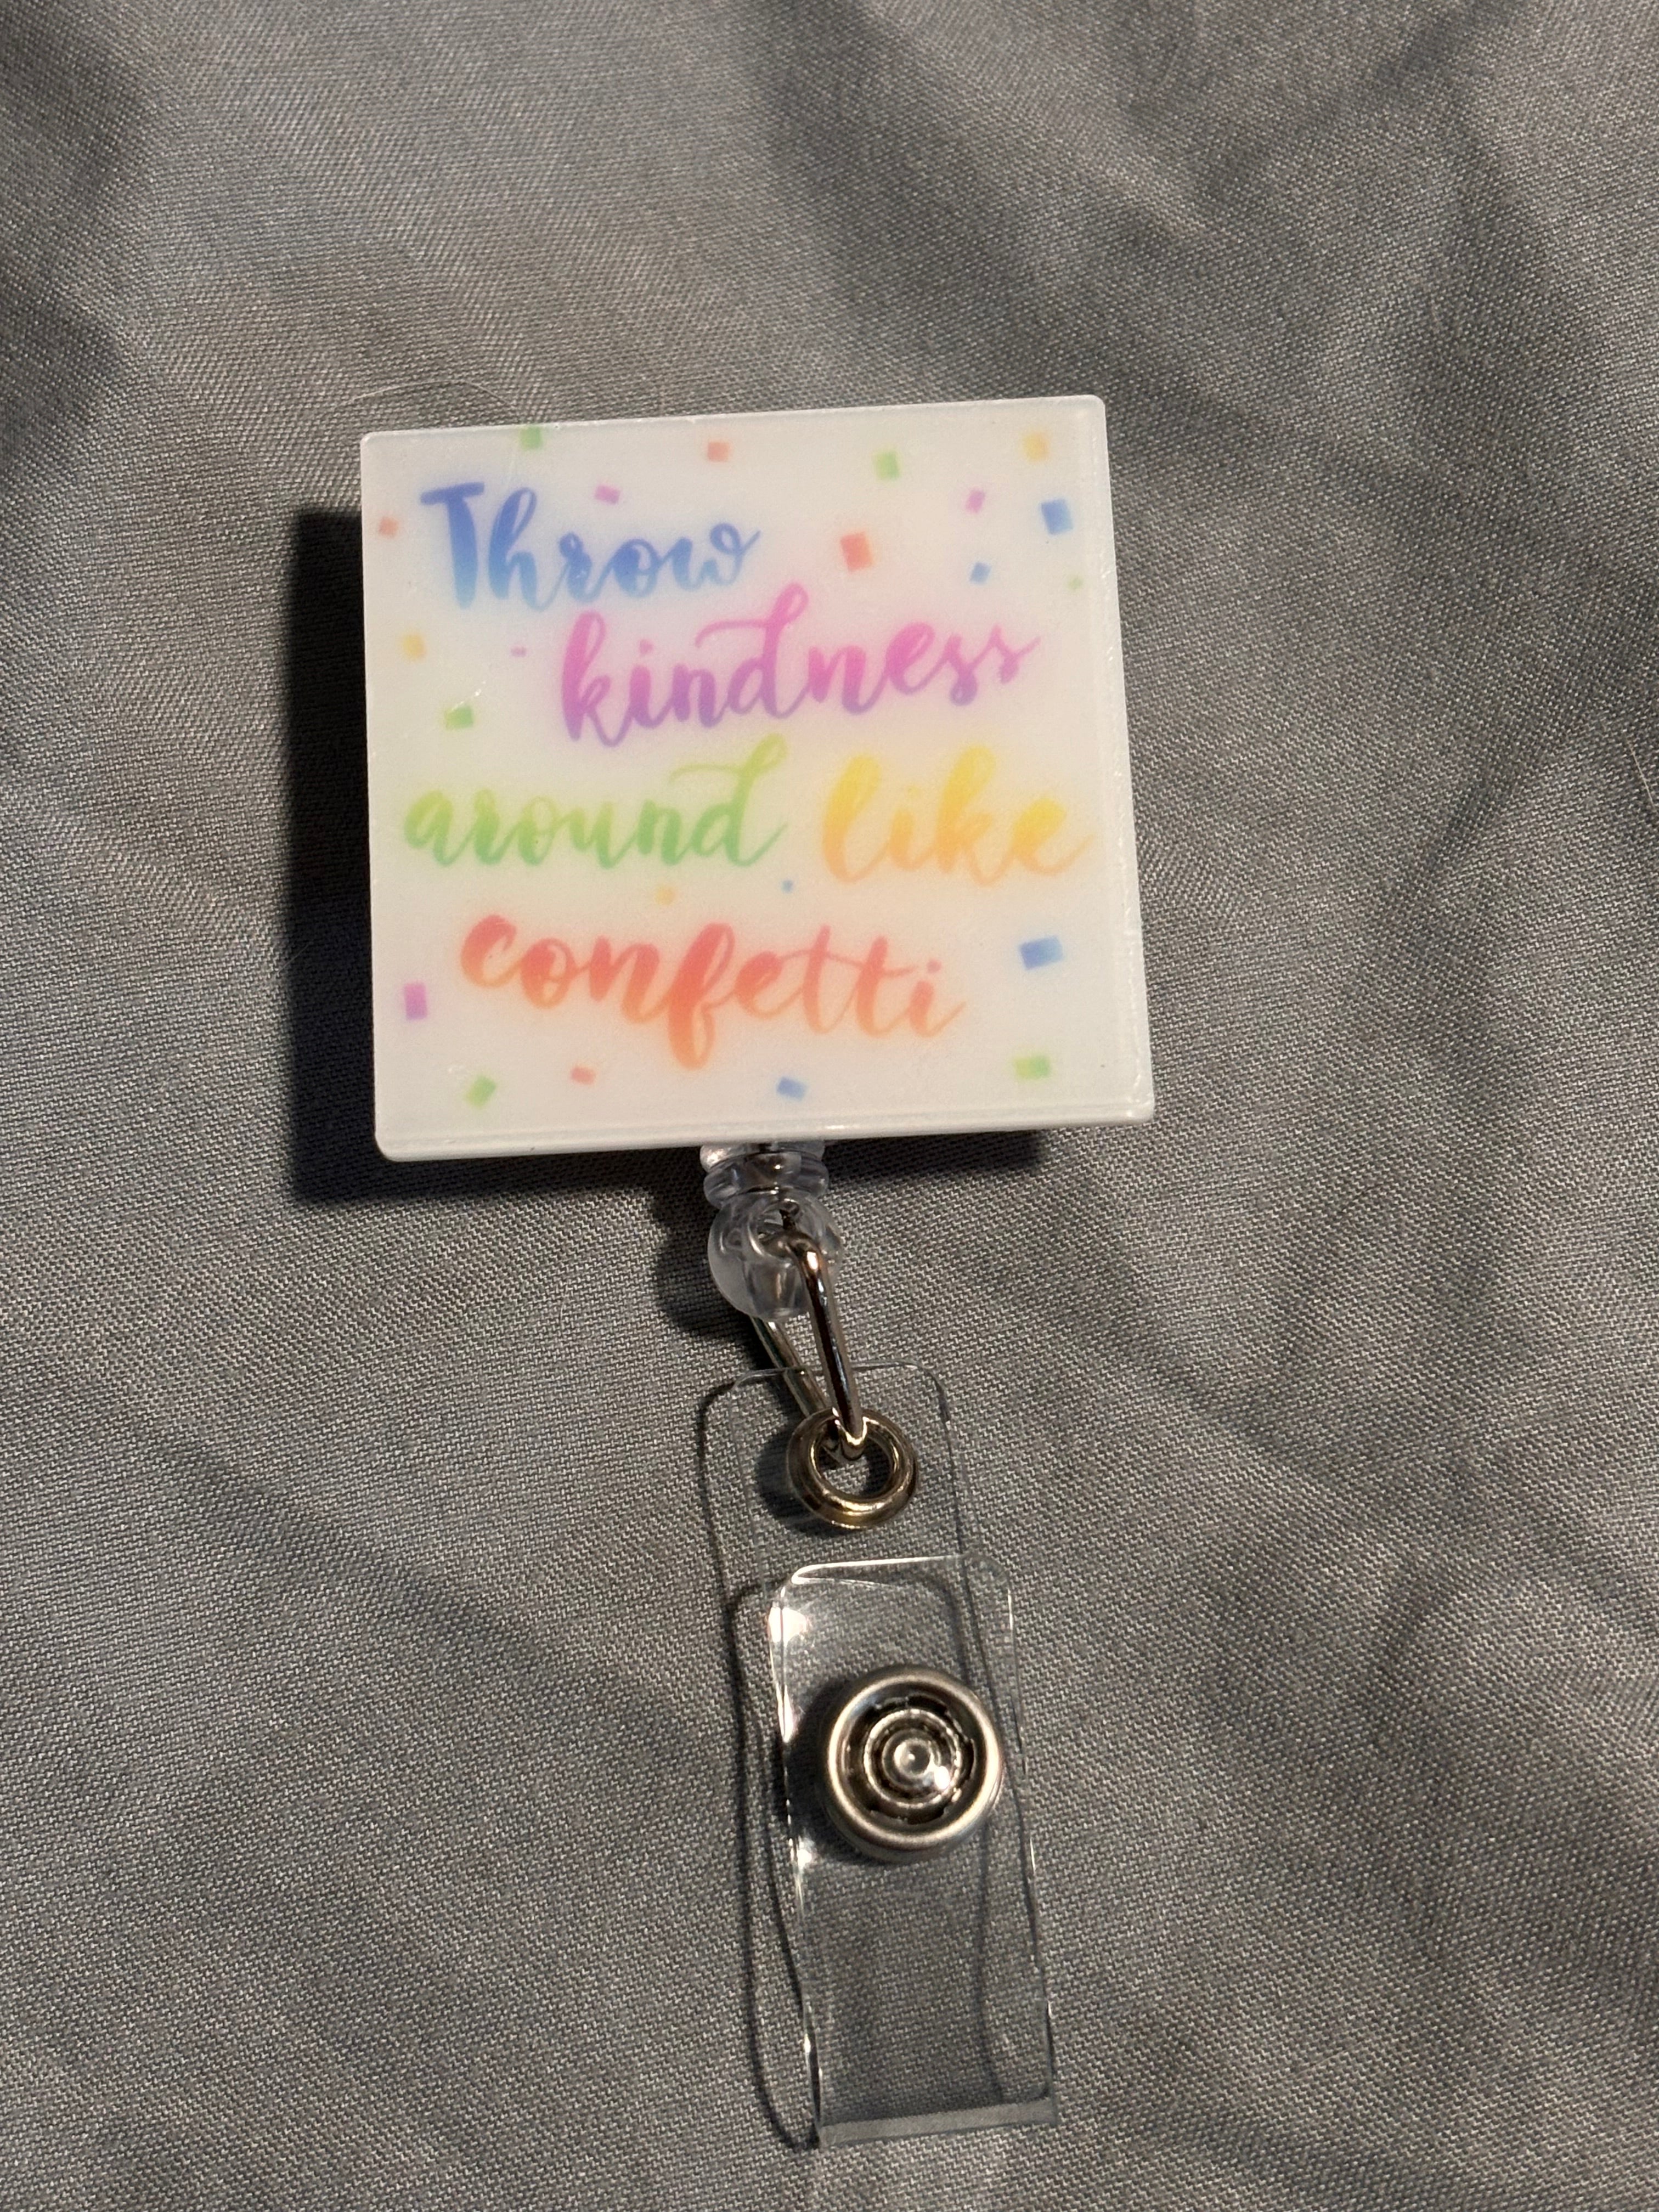 Throw
kindness
around like
confetti